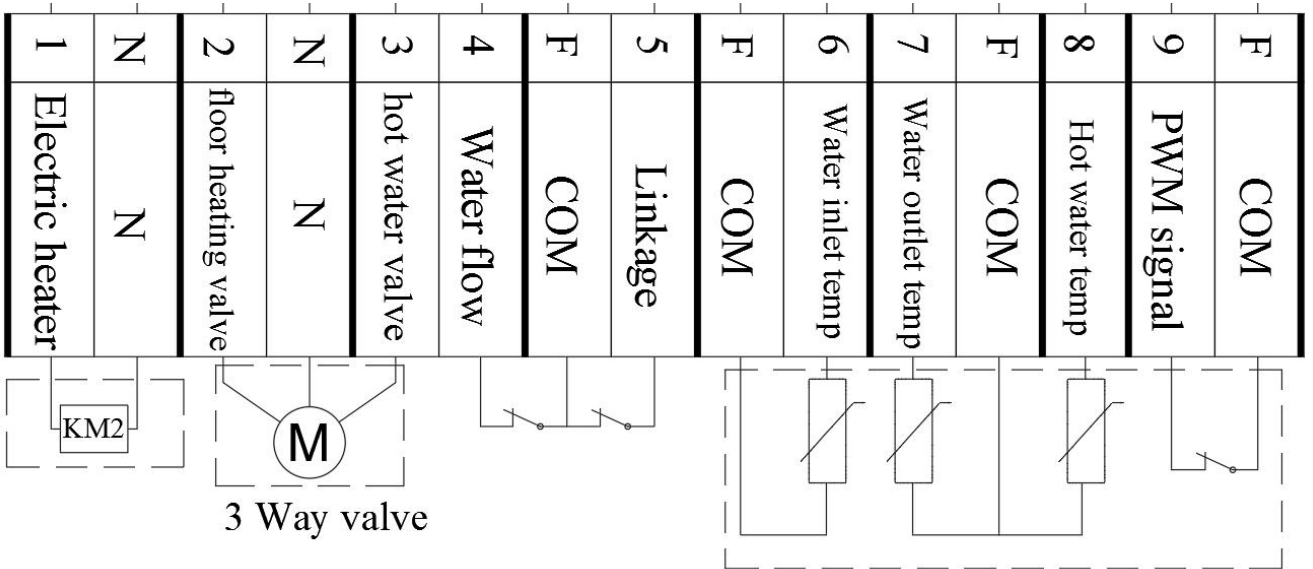 1
N
2
N
3
4
F
5
F
6
7
F
8
9
F
Electric heater
N
floor heating valve
N
hot water valve
Water flow
COM
Linkage
COM
Water inlet temp
Water outlet temp
COM
Hot water temp
PWM signal
COM
KM2
M
3 Way valve